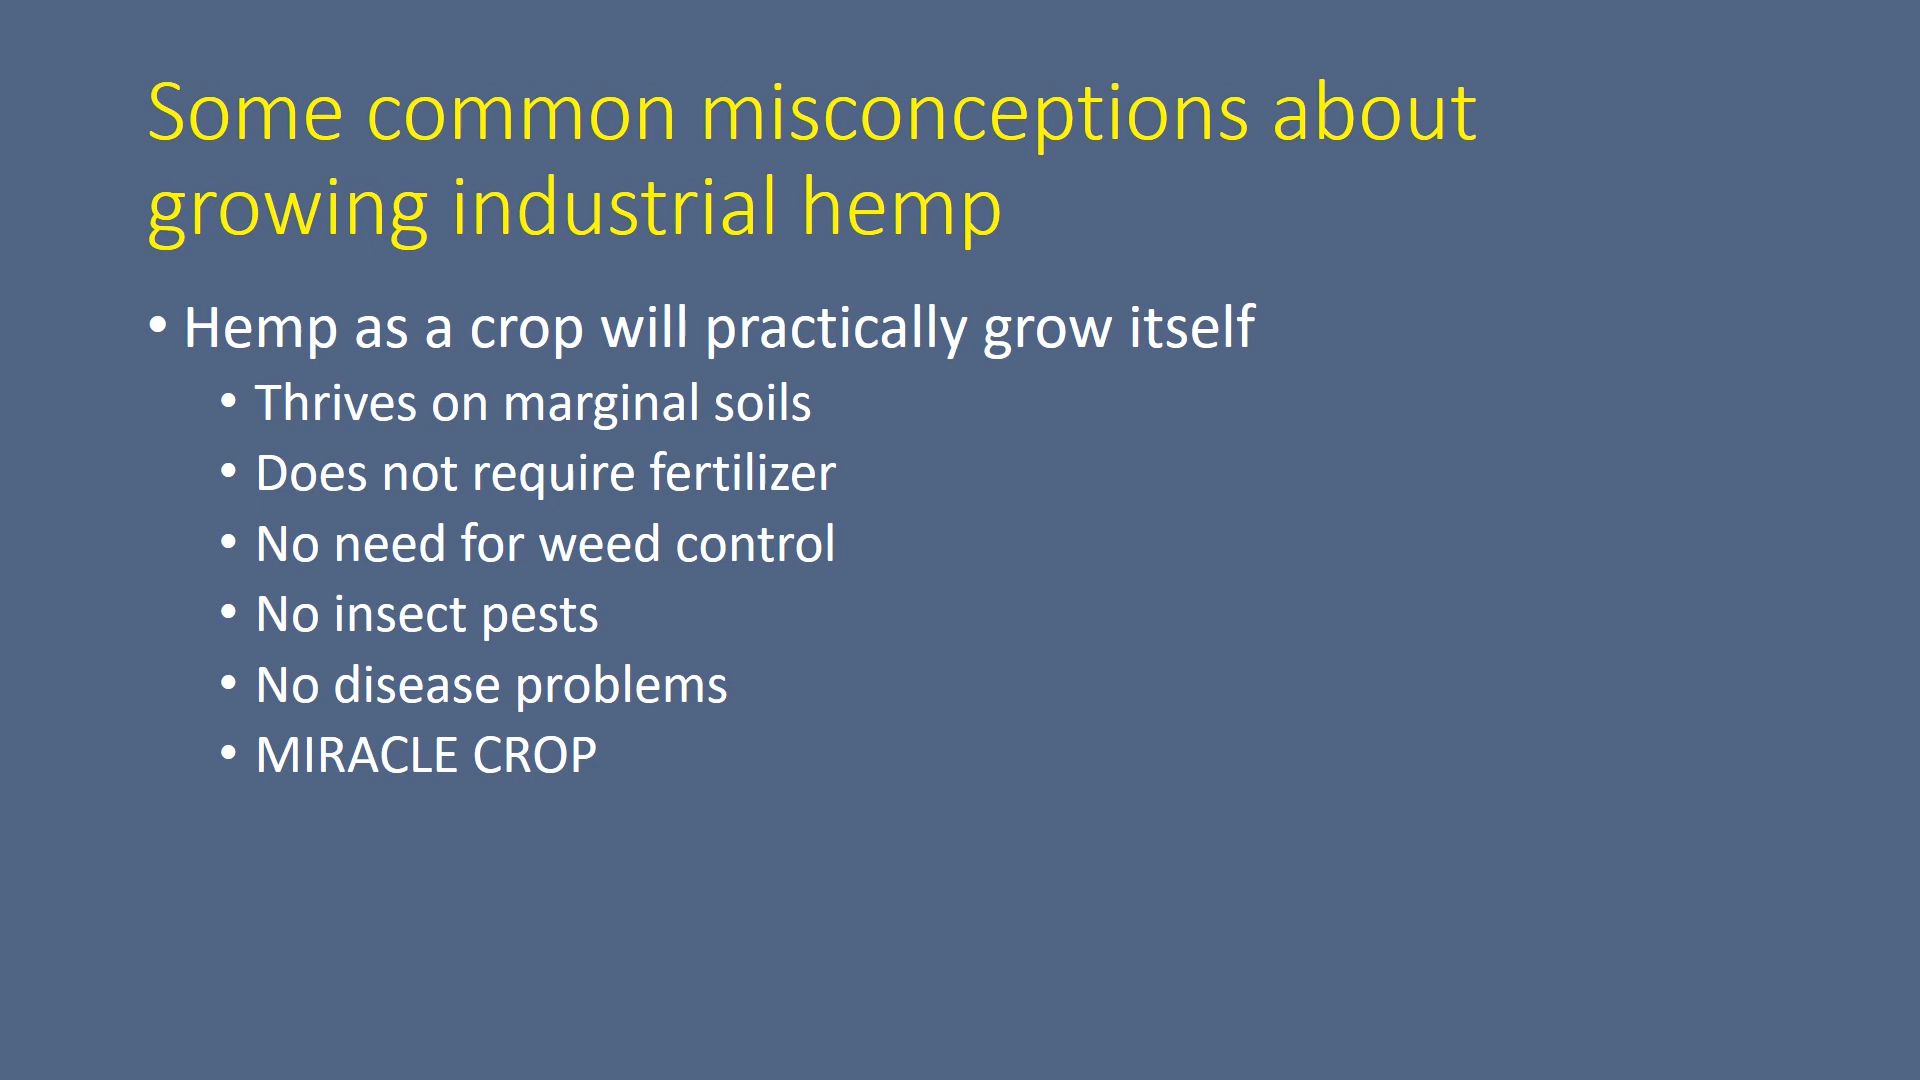 Some common misconceptions about
growing industrial hemp
• Hemp as a crop will practically grow itself
• Thrives on marginal soils
• Does not require fertilizer
• No need for weed control
• No insect pests
• No disease problems
• MIRACLE CROP